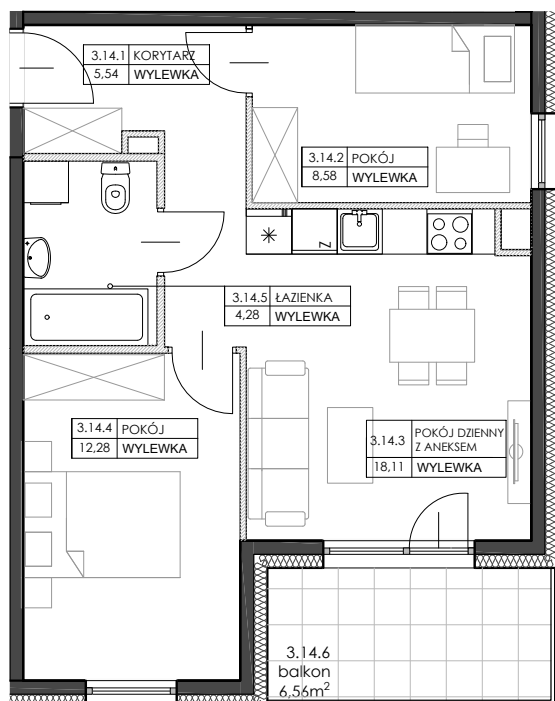 3.14.1 KORYTARZ
5,54 WYLEWKA
3.14.2 POKÓJ
8,58 WYLEWKA
Z
3.14.5 ŁAZIENKA
4,28 WYLEWKA
3.14.4 POKÓJ
12,28 WYLEWKA
3.14.3 POKÓJ DZIENNY
Z ANEKSEM
18,11 WYLEWKA
3.14.6
balkon
6,56m²